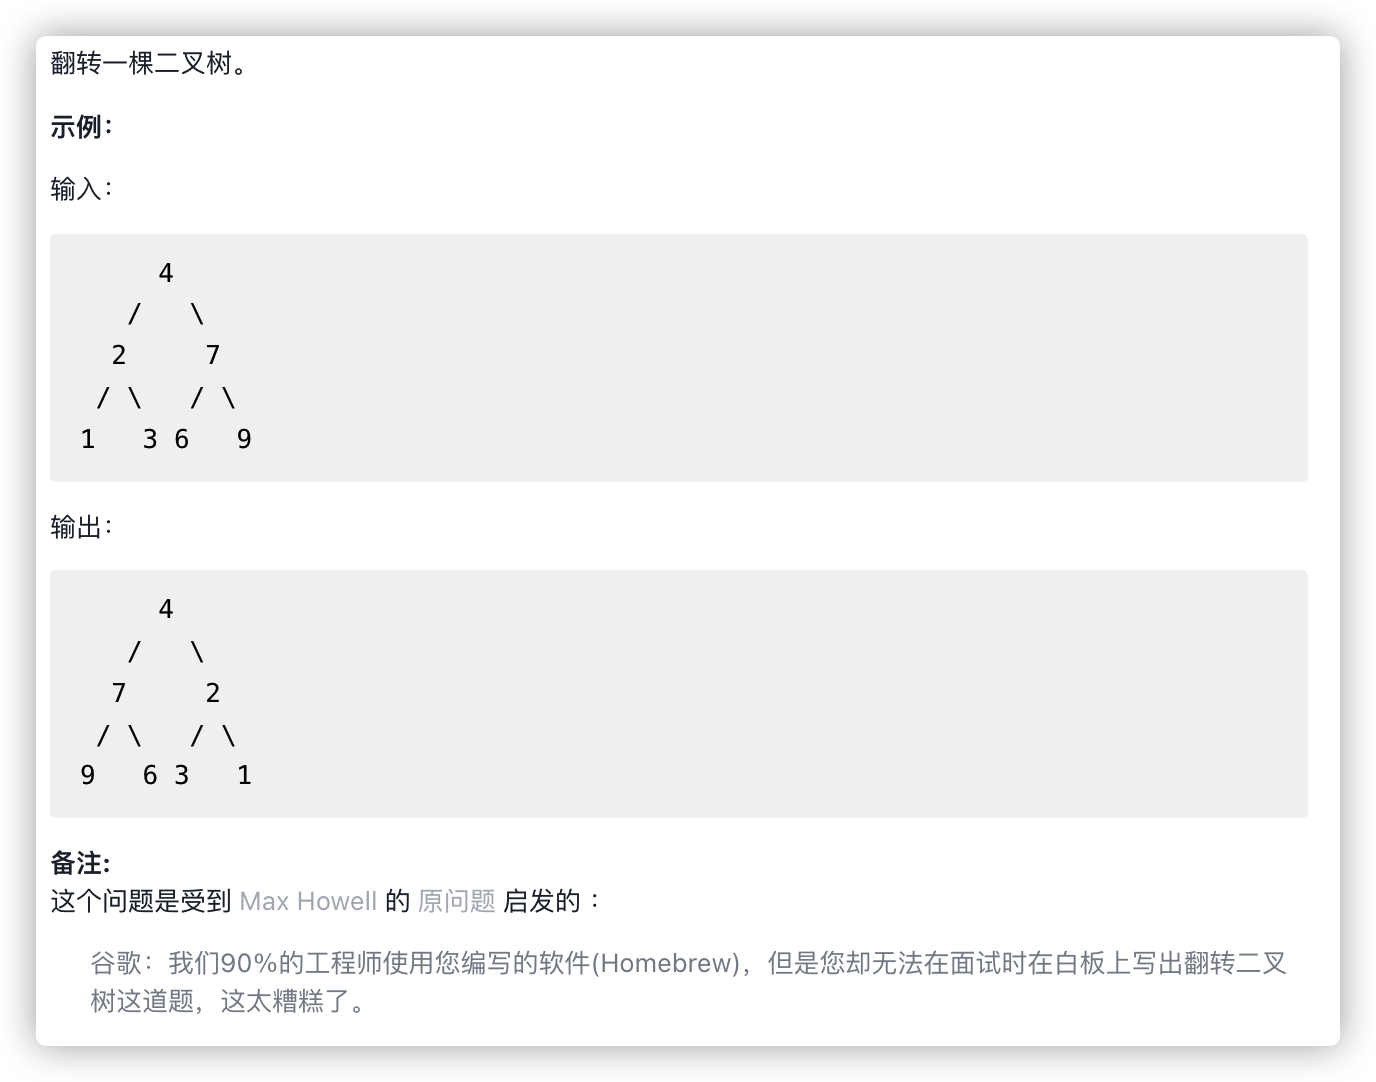 翻转一棵二叉树。
示例：
输入：
     4
   /   \
  2     7
 / \   / \
1   3 6   9
输出：
     4
   /   \
  7     2
 / \   / \
9   6 3   1
备注:
这个问题是受到 Max Howell 的 原问题 启发的 ：
谷歌：我们90%的工程师使用您编写的软件(Homebrew)，但是您却无法在面试时在白板上写出翻转二叉
树这道题，这太糟糕了。